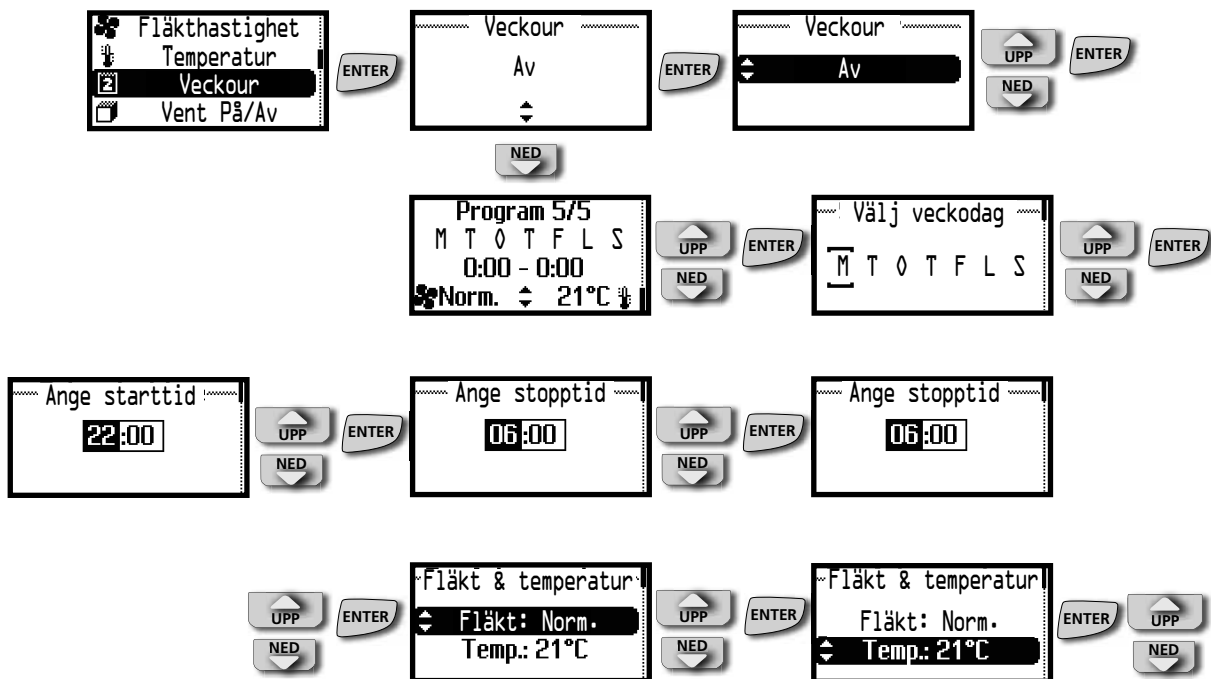 Fläkthastighet
Temperatur
2 Veckour
Vent På/Av
ENTER
Veckour
Av
ENTER
Veckour
Av
UPP
NED
ENTER
NED
Program 5/5
M T O T F L S
0:00 - 0:00
Norm. 21°C
UPP
NED
ENTER
Välj veckodag
M T Ö T F L S
UPP
NED
ENTER
Ange starttid
22:00
UPP
NED
ENTER
Ange stopptid
06:00
UPP
NED
ENTER
Ange stopptid
06:00
UPP
NED
ENTER
Fläkt & temperatur
Fläkt: Norm.
Temp.: 21°C
UPP
NED
ENTER
Fläkt & temperatur
Fläkt: Norm.
Temp.: 21°C
ENTER
UPP
NED